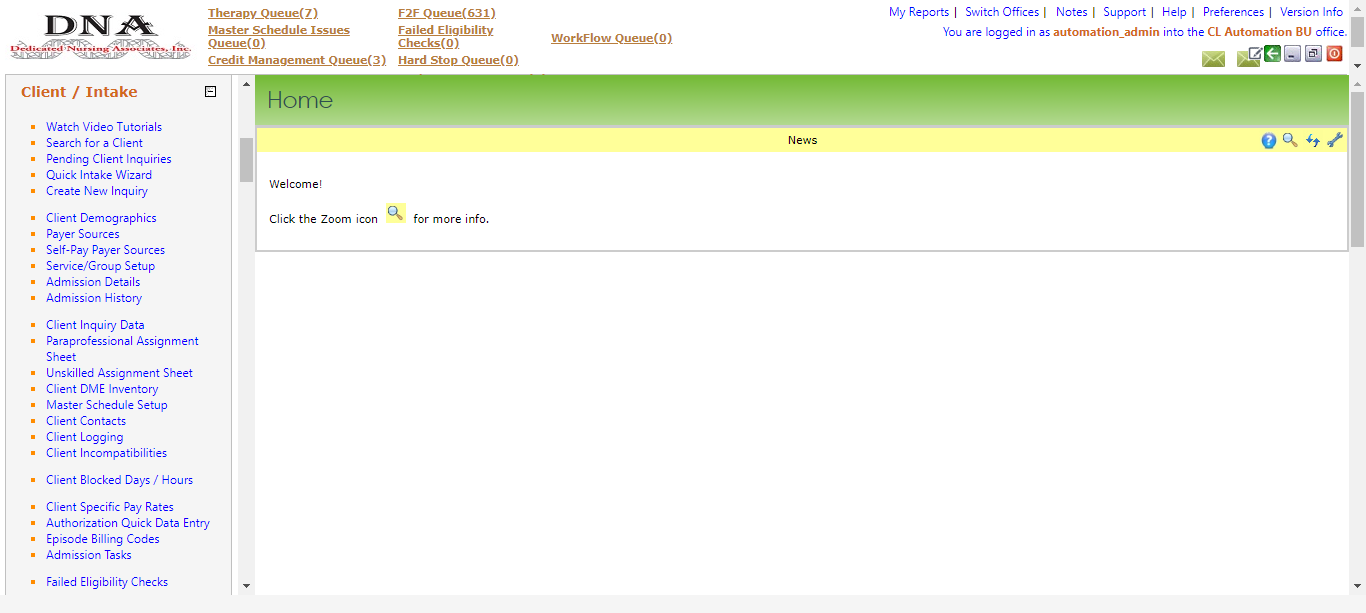 DNA
Dedicated Nursing Associates, Inc.
Therapy Queue(7)
Master Schedule Issues
Queue(0)
Credit Management Queue(3)
F2F Queue(631)
Failed Eligibility
Checks(0)
Hard Stop Queue(0)
WorkFlow Queue(0)
My Reports | Switch Offices | Notes | Support | Help | Preferences | Version Info
You are logged in as automation_admin into the CL Automation BU office.
Client / Intake
Watch Video Tutorials
Search for a Client
Pending Client Inquiries
Quick Intake Wizard
Create New Inquiry
Client Demographics
Payer Sources
Self-Pay Payer Sources
Service/Group Setup
Admission Details
Admission History
Client Inquiry Data
Paraprofessional Assignment
Sheet
Unskilled Assignment Sheet
Client DME Inventory
Master Schedule Setup
Client Contacts
Client Logging
Client Incompatibilities
Client Blocked Days / Hours
Client Specific Pay Rates
Authorization Quick Data Entry
Episode Billing Codes
Admission Tasks
Failed Eligibility Checks
Home
News
Welcome!
Click the Zoom icon for more info.